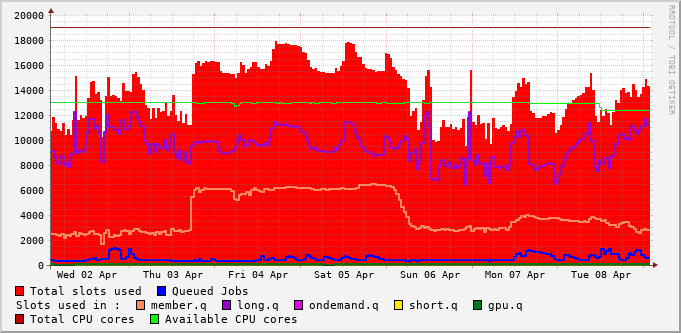 RRDTOOL / TOBI OETIKER
20000
18000
16000
14000
12000
10000
8000
6000
4000
2000
0
Wed 02 Apr Thu 03 Apr Fri 04 Apr Sat 05 Apr Sun 06 Apr Mon 07 Apr Tue 08 Apr
Total slots used Queued Jobs
Slots used in : member.q long.q ondemand.q short.q gpu.q
Total CPU cores Available CPU cores